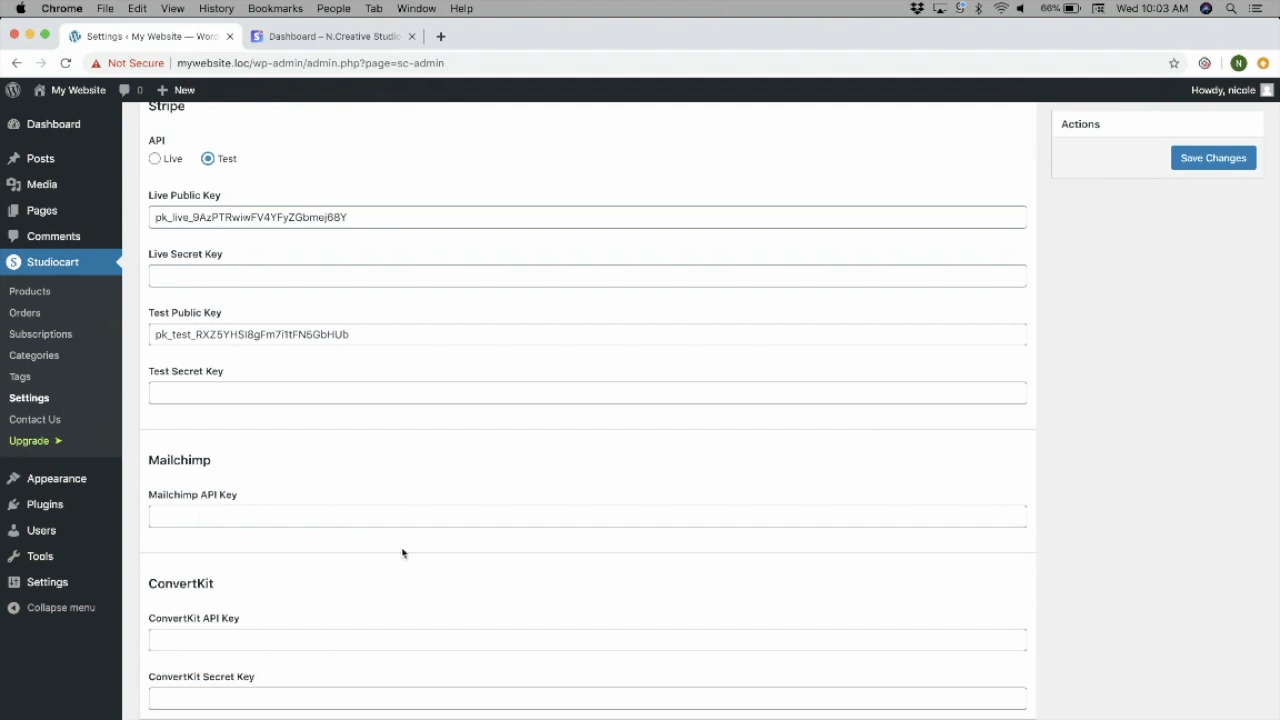 Chrome File Edit View History Bookmarks People Tab Window Help 66% Wed 10:03 AM
Settings ‹ My Website — Word Dashboard – N.Creative Studio
Not Secure mywebsite.loc/wp-admin/admin.php?page=sc-admin N
My Website 0 New Howdy, nicole
Dashboard
Posts
Media
Pages
Comments
Studiocart
Products
Orders
Subscriptions
Categories
Tags
Settings
Contact Us
Upgrade ➤
Appearance
Plugins
Users
Tools
Settings
Collapse menu
Stripe
API
Live Test
Live Public Key
pk_live_9AzPTRwiwFV4YFyZGbmej68Y
Live Secret Key
Test Public Key
pk_test_RXZ5YHSI8gFm7i1tFN5GbHUb
Test Secret Key
Mailchimp
Mailchimp API Key
ConvertKit
ConvertKit API Key
ConvertKit Secret Key
Actions
Save Changes